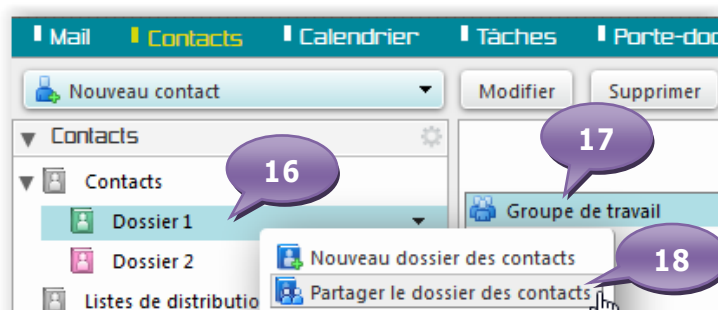 Mail Contacts Calendrier Tâches Porte-doc
Nouveau contact Modifier Supprimer
Contacts
17
16
Contacts
Dossier 1
Groupe de travail
Dossier 2
Nouveau dossier des contacts
18
Listes de distributio
Partager le dossier des contacts